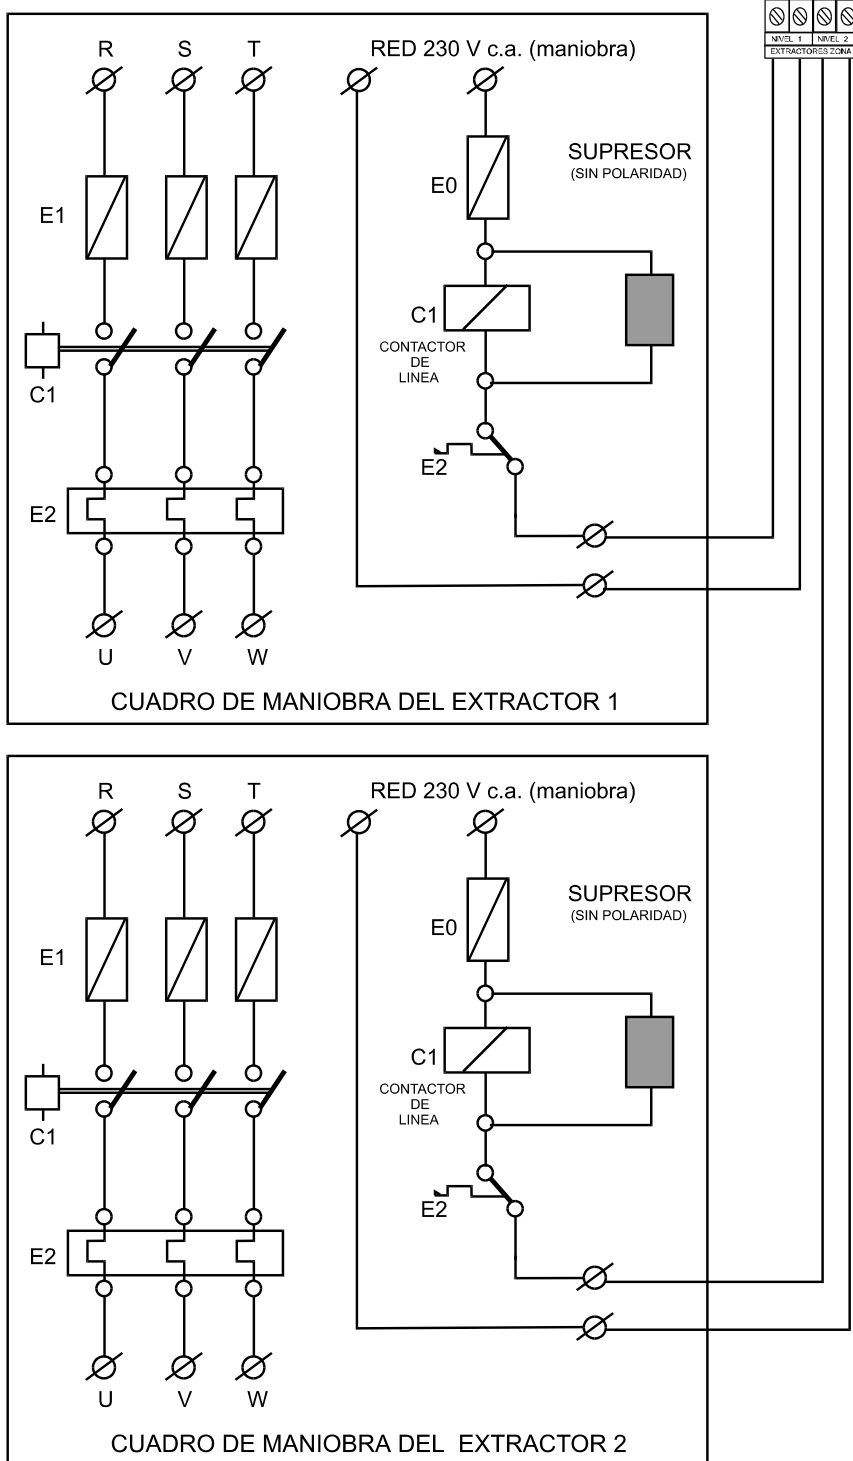 NIVEL 1 NIVEL 2
EXTRACTORES ZONA
R S T RED 230 V c.a. (maniobra)
SUPRESOR
(SIN POLARIDAD)
E0
E1
C1
CONTACTOR
DE
LINEA
C1
E2
E2
U V W
CUADRO DE MANIOBRA DEL EXTRACTOR 1
R S T RED 230 V c.a. (maniobra)
SUPRESOR
(SIN POLARIDAD)
E0
E1
C1
CONTACTOR
DE
LINEA
C1
E2
E2
U V W
CUADRO DE MANIOBRA DEL EXTRACTOR 2